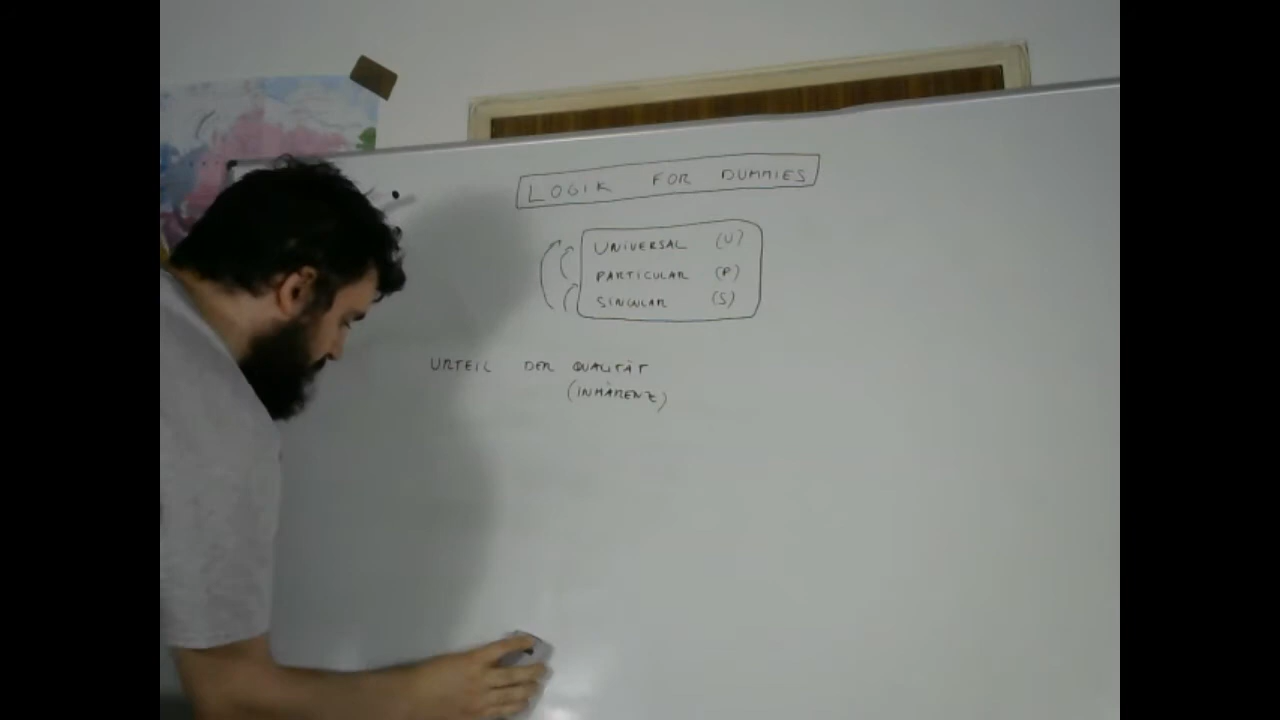 LOGIK FOR DUMMIES
UNIVERSAL (U)
PARTICULAR (P)
SINGULAR (S)
URTEIL DER QUALITÄT
(INHÄRENZ)